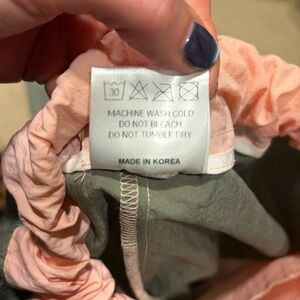 30
MACHINE WASH COLD
DO NOT BLEACH
DO NOT TUMBLE DRY
MADE IN KOREA